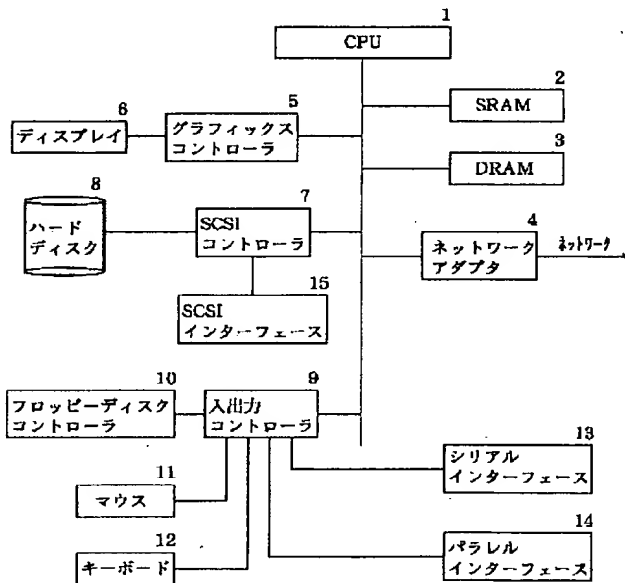 1
CPU
2
SRAM
3
DRAM
6
ディスプレイ
5
グラフィックス
コントローラ
8
ハード
ディスク
7
SCSI
コントローラ
4
ネットワーク
アダプタ
ネットワーク
15
SCSI
インターフェース
10
フロッピーディスク
コントローラ
9
入出力
コントローラ
11
マウス
12
キーボード
13
シリアル
インターフェース
14
パラレル
インターフェース